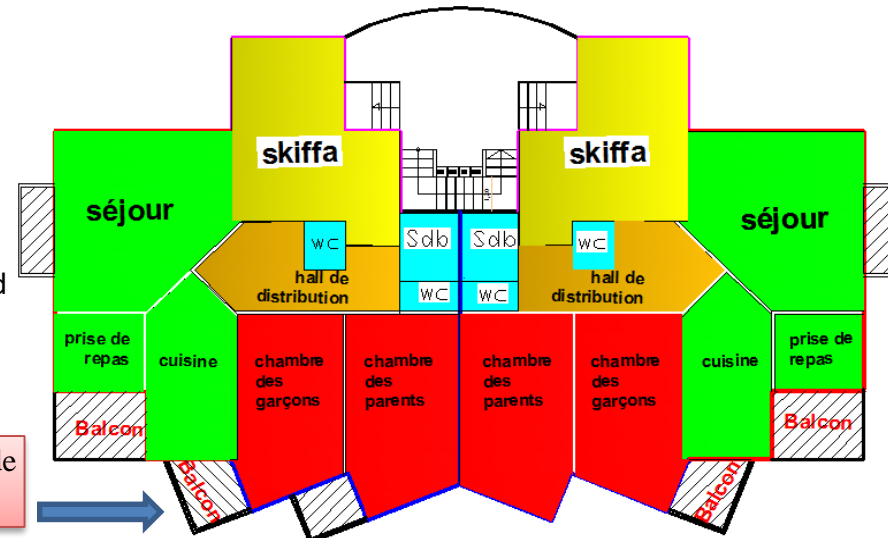 skiffa
skiffa
séjour
séjour
wc
Sdb
Sdb
wc
d
hall de
distribution
wc
wc
hall de
distribution
prise de
repas
cuisine
chambre
des
garçons
chambre
des
parents
chambre
des
parents
chambre
des
garçons
cuisine
prise de
repas
Balcon
Balcon
de
Balcon
Balcon